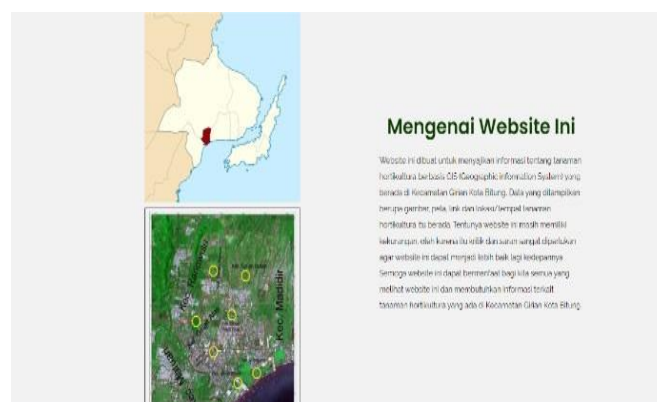 Mengenai Website Ini
Website ini dibuat untuk menyajikan informasi tentang tanaman
hortikultura berbasis GIS (Geographic Information System) yang
berada di Kecamatan Girian Kota Bitung. Data yang ditampilkan
berupa gambar, peta, link dan lokasi/tempat tanaman
hortikultura itu berada. Tentunya website ini masih memiliki
kekurangan, oleh karena itu kritik dan saran sangat diperlukan
agar website ini dapat menjadi lebih baik lagi kedepannya.
Semoga website ini dapat bermanfaat bagi kita semua yang
melihat website ini dan membutuhkan informasi terkait
tanaman hortikultura yang ada di Kecamatan Girian Kota Bitung.
Kec. Madidir